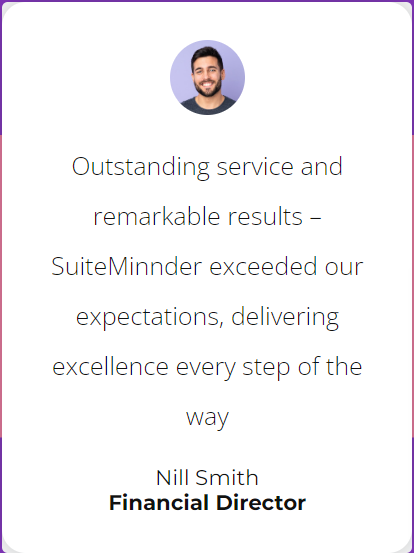 Outstanding service and
remarkable results –
SuiteMinnder exceeded our
expectations, delivering
excellence every step of the
way
Nill Smith
Financial Director